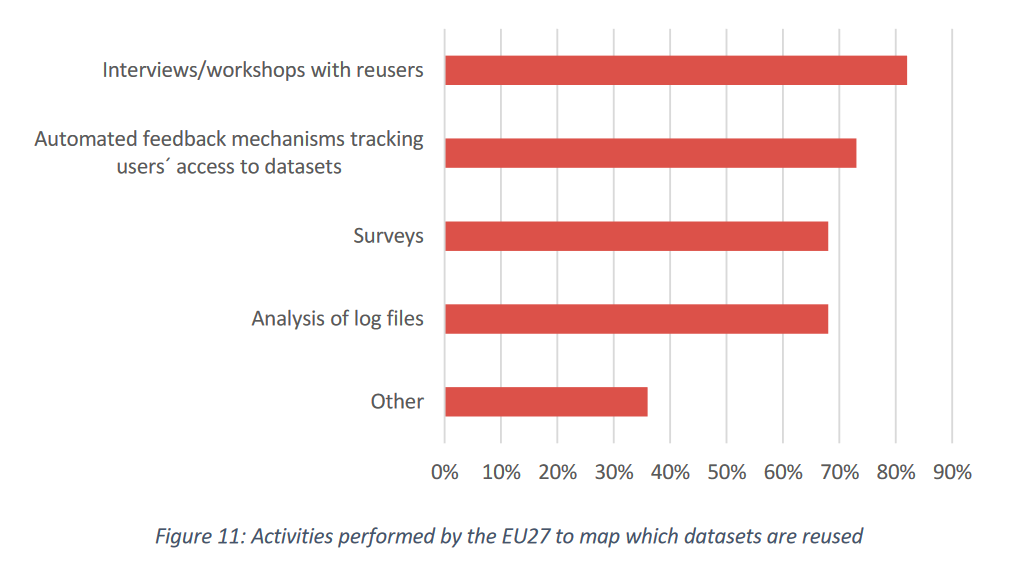 Interviews/workshops with reusers
Automated feedback mechanisms tracking
users´ access to datasets
Surveys
Analysis of log files
Other
0% 10% 20% 30% 40% 50% 60% 70% 80% 90%
Figure 11: Activities performed by the EU27 to map which datasets are reused